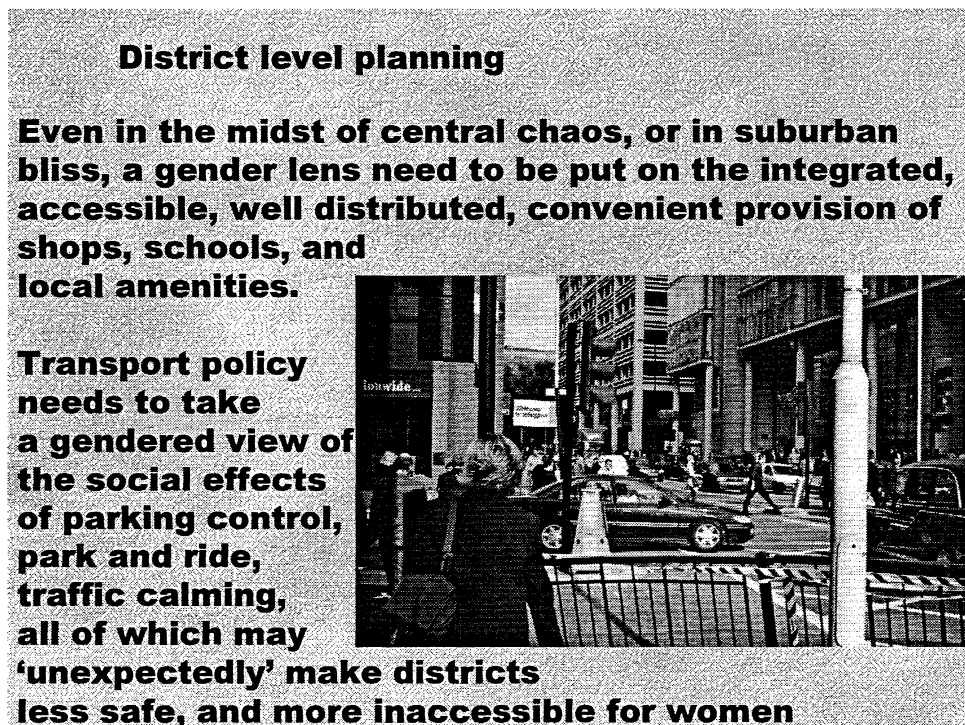 District level planning
Even in the midst of central chaos, or in suburban
bliss, a gender lens need to be put on the integrated,
accessible, well distributed, convenient provision of
shops, schools, and
local amenities.
Transport policy
needs to take
a gendered view of
the social effects
of parking control,
park and ride,
traffic calming,
all of which may
‘unexpectedly’ make districts
less safe, and more inaccessible for women
ionwide